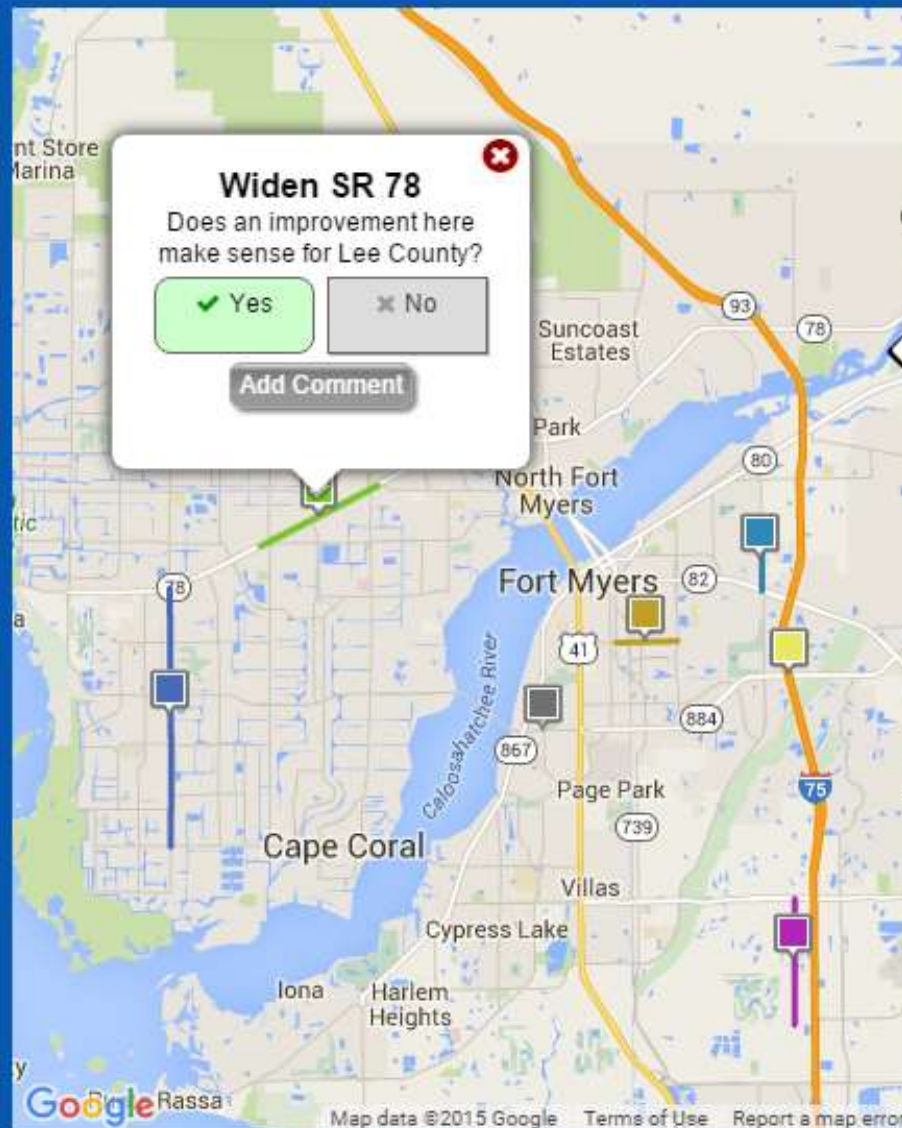 nt Store
Marina
Widen SR 78
Does an improvement here
make sense for Lee County?
✔ Yes
✖ No
Add Comment
93
78
Suncoast
Estates
Park
80
North Fort
Myers
tic
78
Fort Myers
82
a
41
Caloosahatchee River
884
867
75
Page Park
739
Cape Coral
Villas
Cypress Lake
Iona
Harlem
Heights
y
Google
Rassa
Map data ©2015 Google
Terms of Use
Report a map error